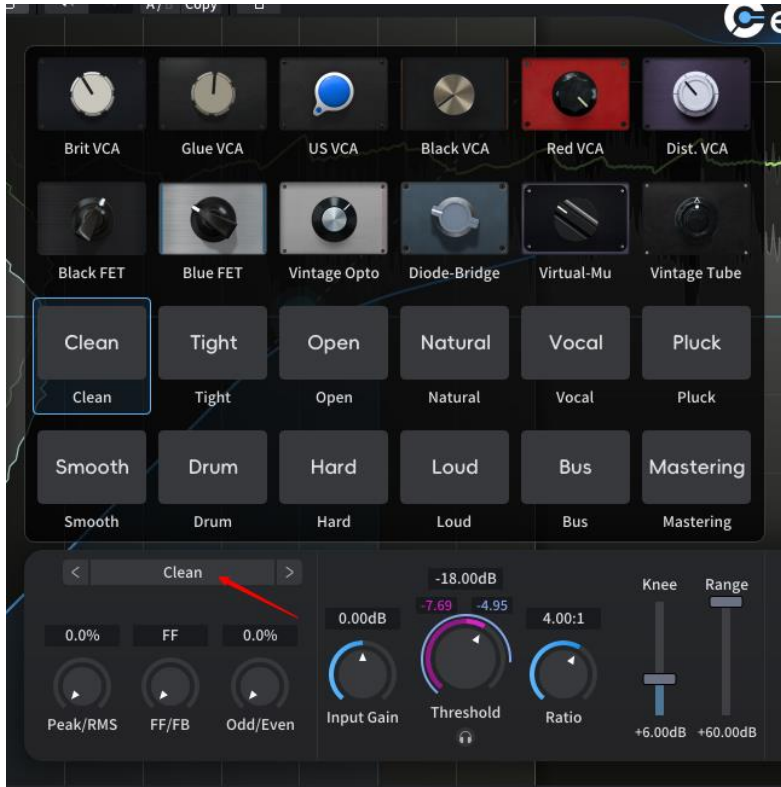 Copy
Brit VCA Glue VCA US VCA Black VCA Red VCA Dist. VCA
Black FET Blue FET Vintage Opto Diode-Bridge Virtual-Mu Vintage Tube
Clean Tight Open Natural Vocal Pluck
Clean Tight Open Natural Vocal Pluck
Smooth Drum Hard Loud Bus Mastering
Smooth Drum Hard Loud Bus Mastering
< Clean >
-18.00dB
Knee Range
-7.69 -4.95
0.00dB 4.00:1
0.0% FF 0.0%
Peak/RMS FF/FB Odd/Even Input Gain Threshold Ratio
+6.00dB +60.00dB